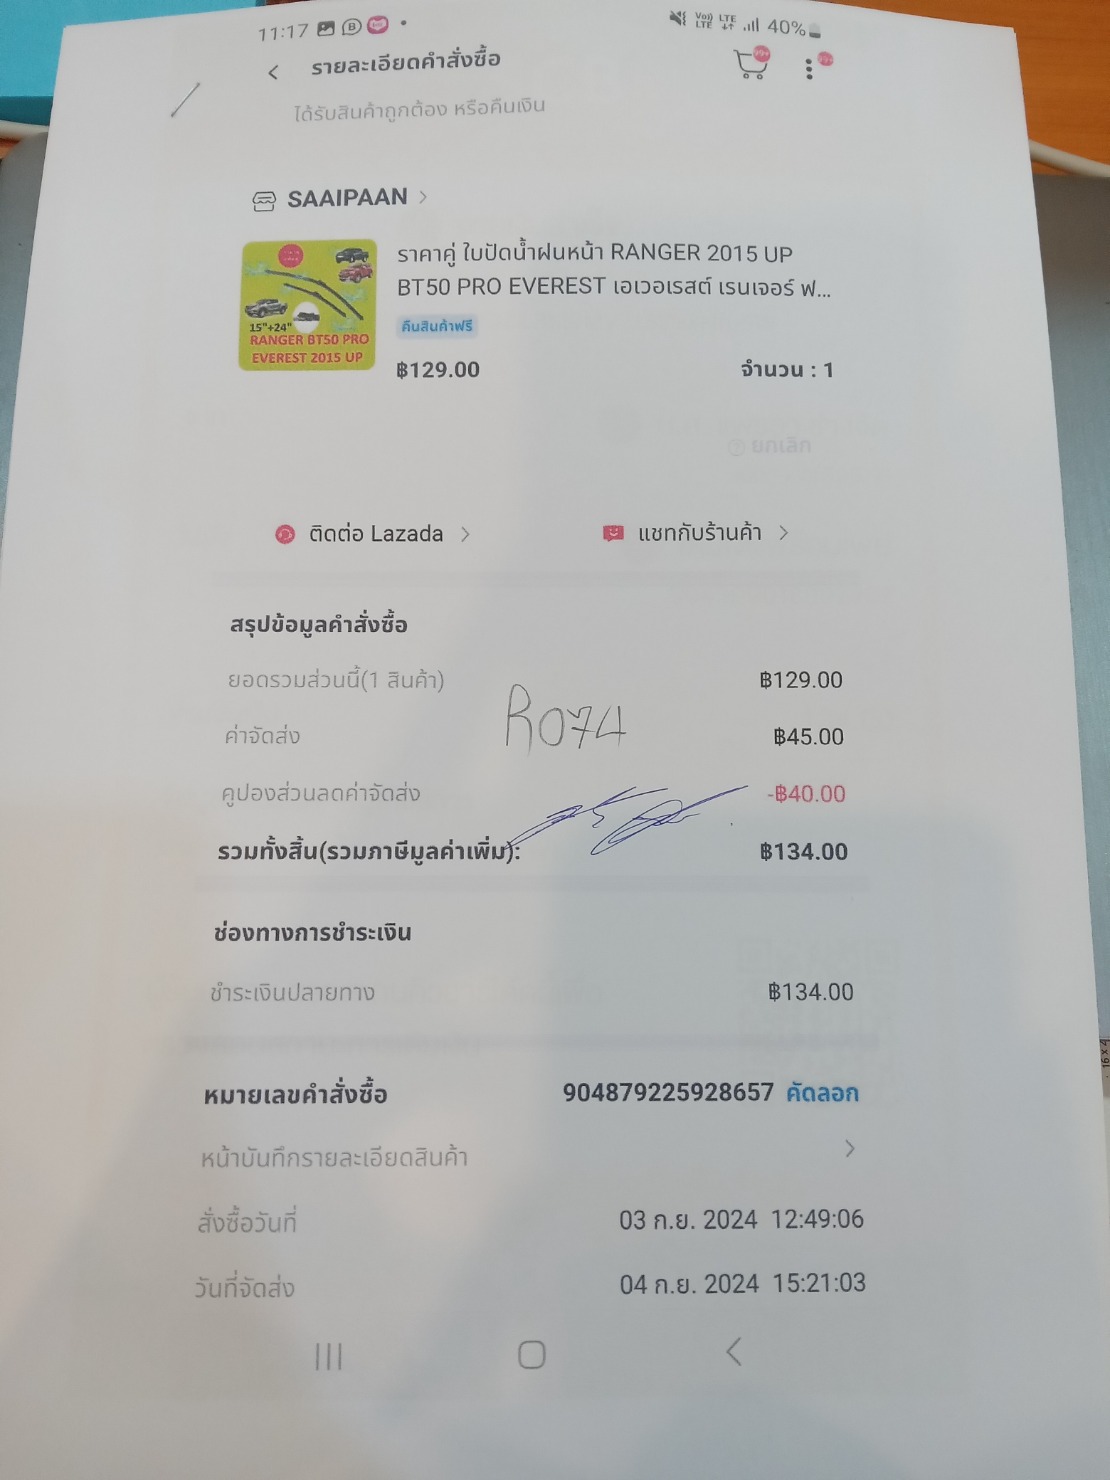 11:17
LTE 40%
รายละเอียดคำสั่งซื้อ
99+ 99+
ได้รับสินค้าถูกต้อง หรือคืนเงิน
SAAIPAAN
ราคาคู่ ใบปัดน้ำฝนหน้า RANGER 2015 UP
BT50 PRO EVEREST เอเวอเรสต์ เรนเจอร์ ฟ...
15"+24"
RANGER BT50 PRO
EVEREST 2015 UP
คืนสินค้าฟรี
฿129.00 จำนวน : 1
ยกเลิก
ติดต่อ Lazada แชทกับร้านค้า
สรุปข้อมูลคำสั่งซื้อ
ยอดรวมส่วนนี้(1 สินค้า) ฿129.00
ค่าจัดส่ง ฿45.00
R074
คูปองส่วนลดค่าจัดส่ง -฿40.00
รวมทั้งสิ้น(รวมภาษีมูลค่าเพิ่ม): ฿134.00
ช่องทางการชำระเงิน
ชำระเงินปลายทาง ฿134.00
หมายเลขคำสั่งซื้อ 904879225928657 คัดลอก
หน้าบันทึกรายละเอียดสินค้า
สั่งซื้อวันที่ 03 ก.ย. 2024 12:49:06
วันที่จัดส่ง 04 ก.ย. 2024 15:21:03